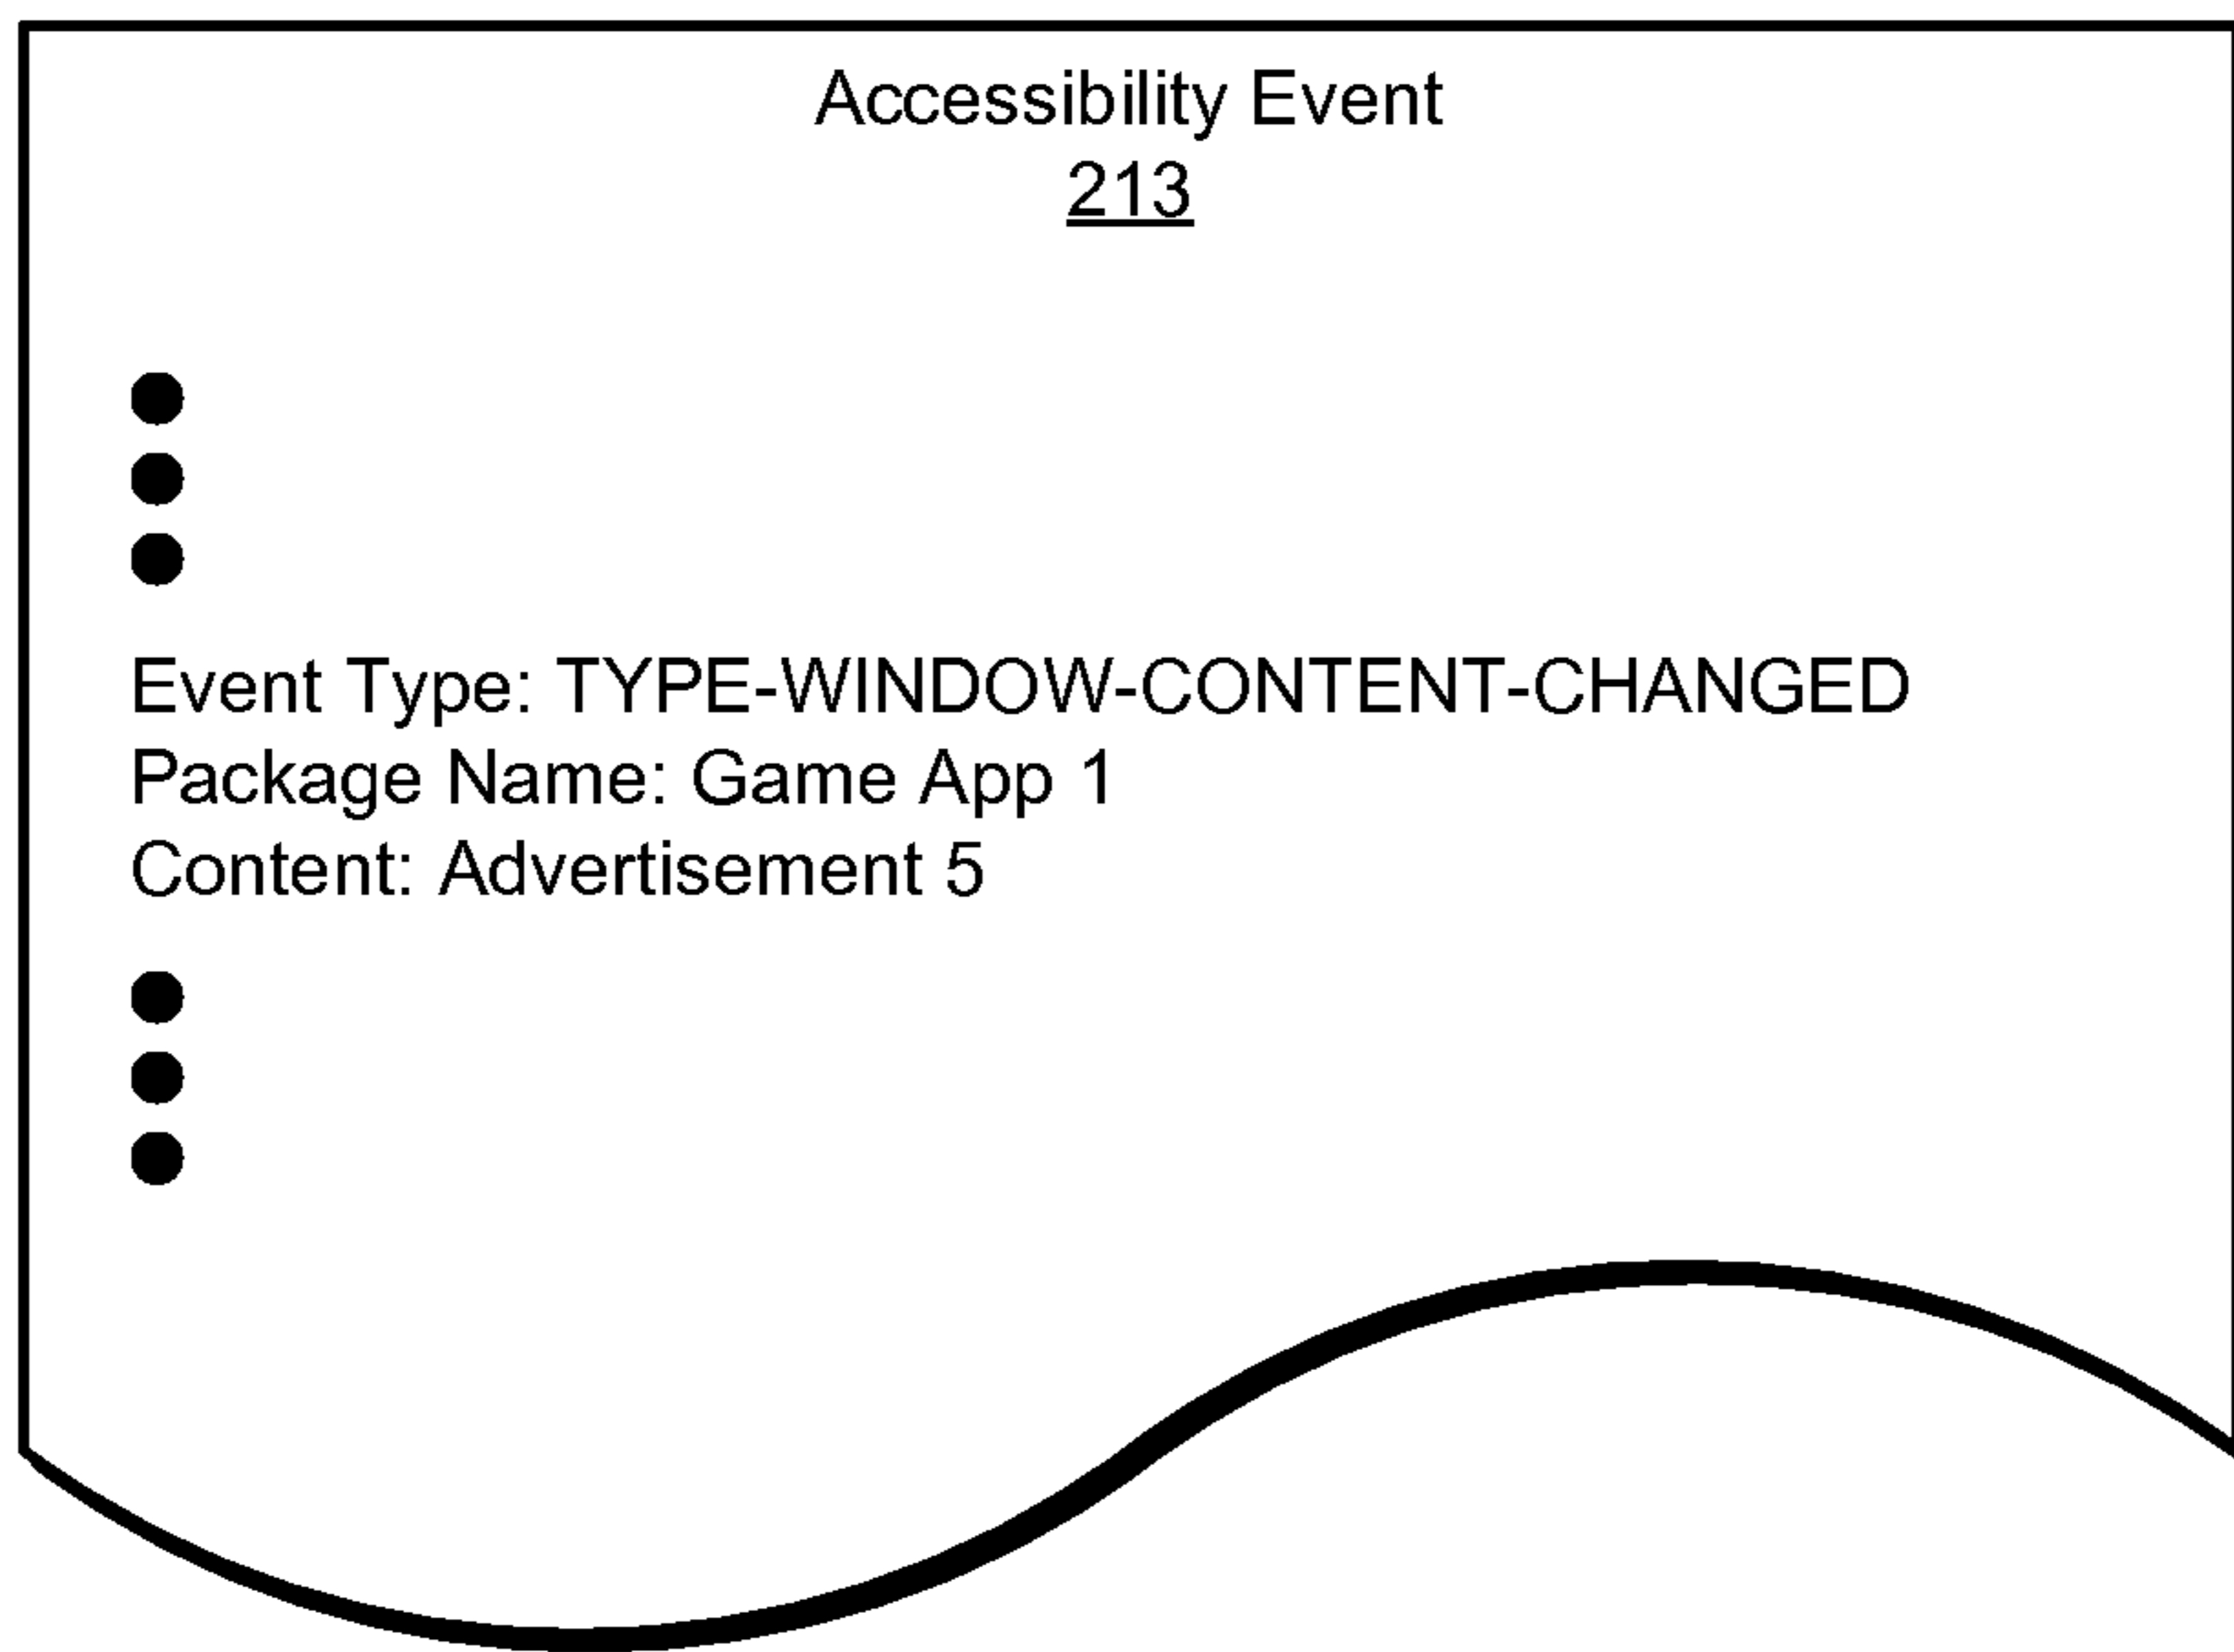 Accessibility Event
213
Event Type: TYPE-WINDOW-CONTENT-CHANGED
Package Name: Game App 1
Content: Advertisement 5